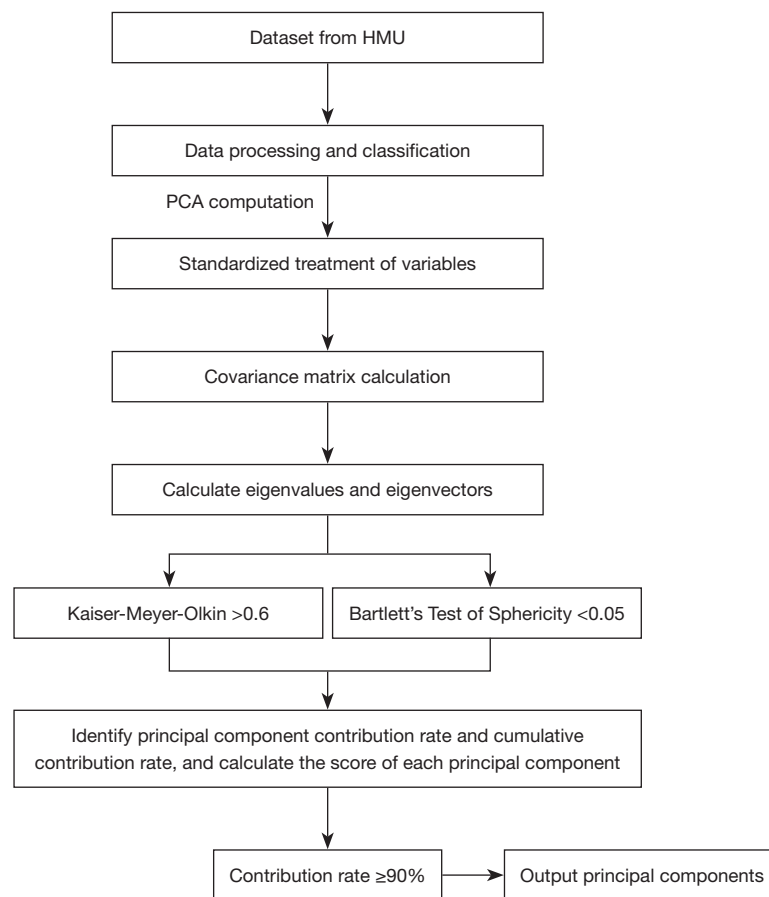 Dataset from HMU
Data processing and classification
PCA computation
Standardized treatment of variables
Covariance matrix calculation
Calculate eigenvalues and eigenvectors
Kaiser-Meyer-Olkin >0.6
Bartlett’s Test of Sphericity <0.05
Identify principal component contribution rate and cumulative
contribution rate, and calculate the score of each principal component
Contribution rate ≥90%
Output principal components